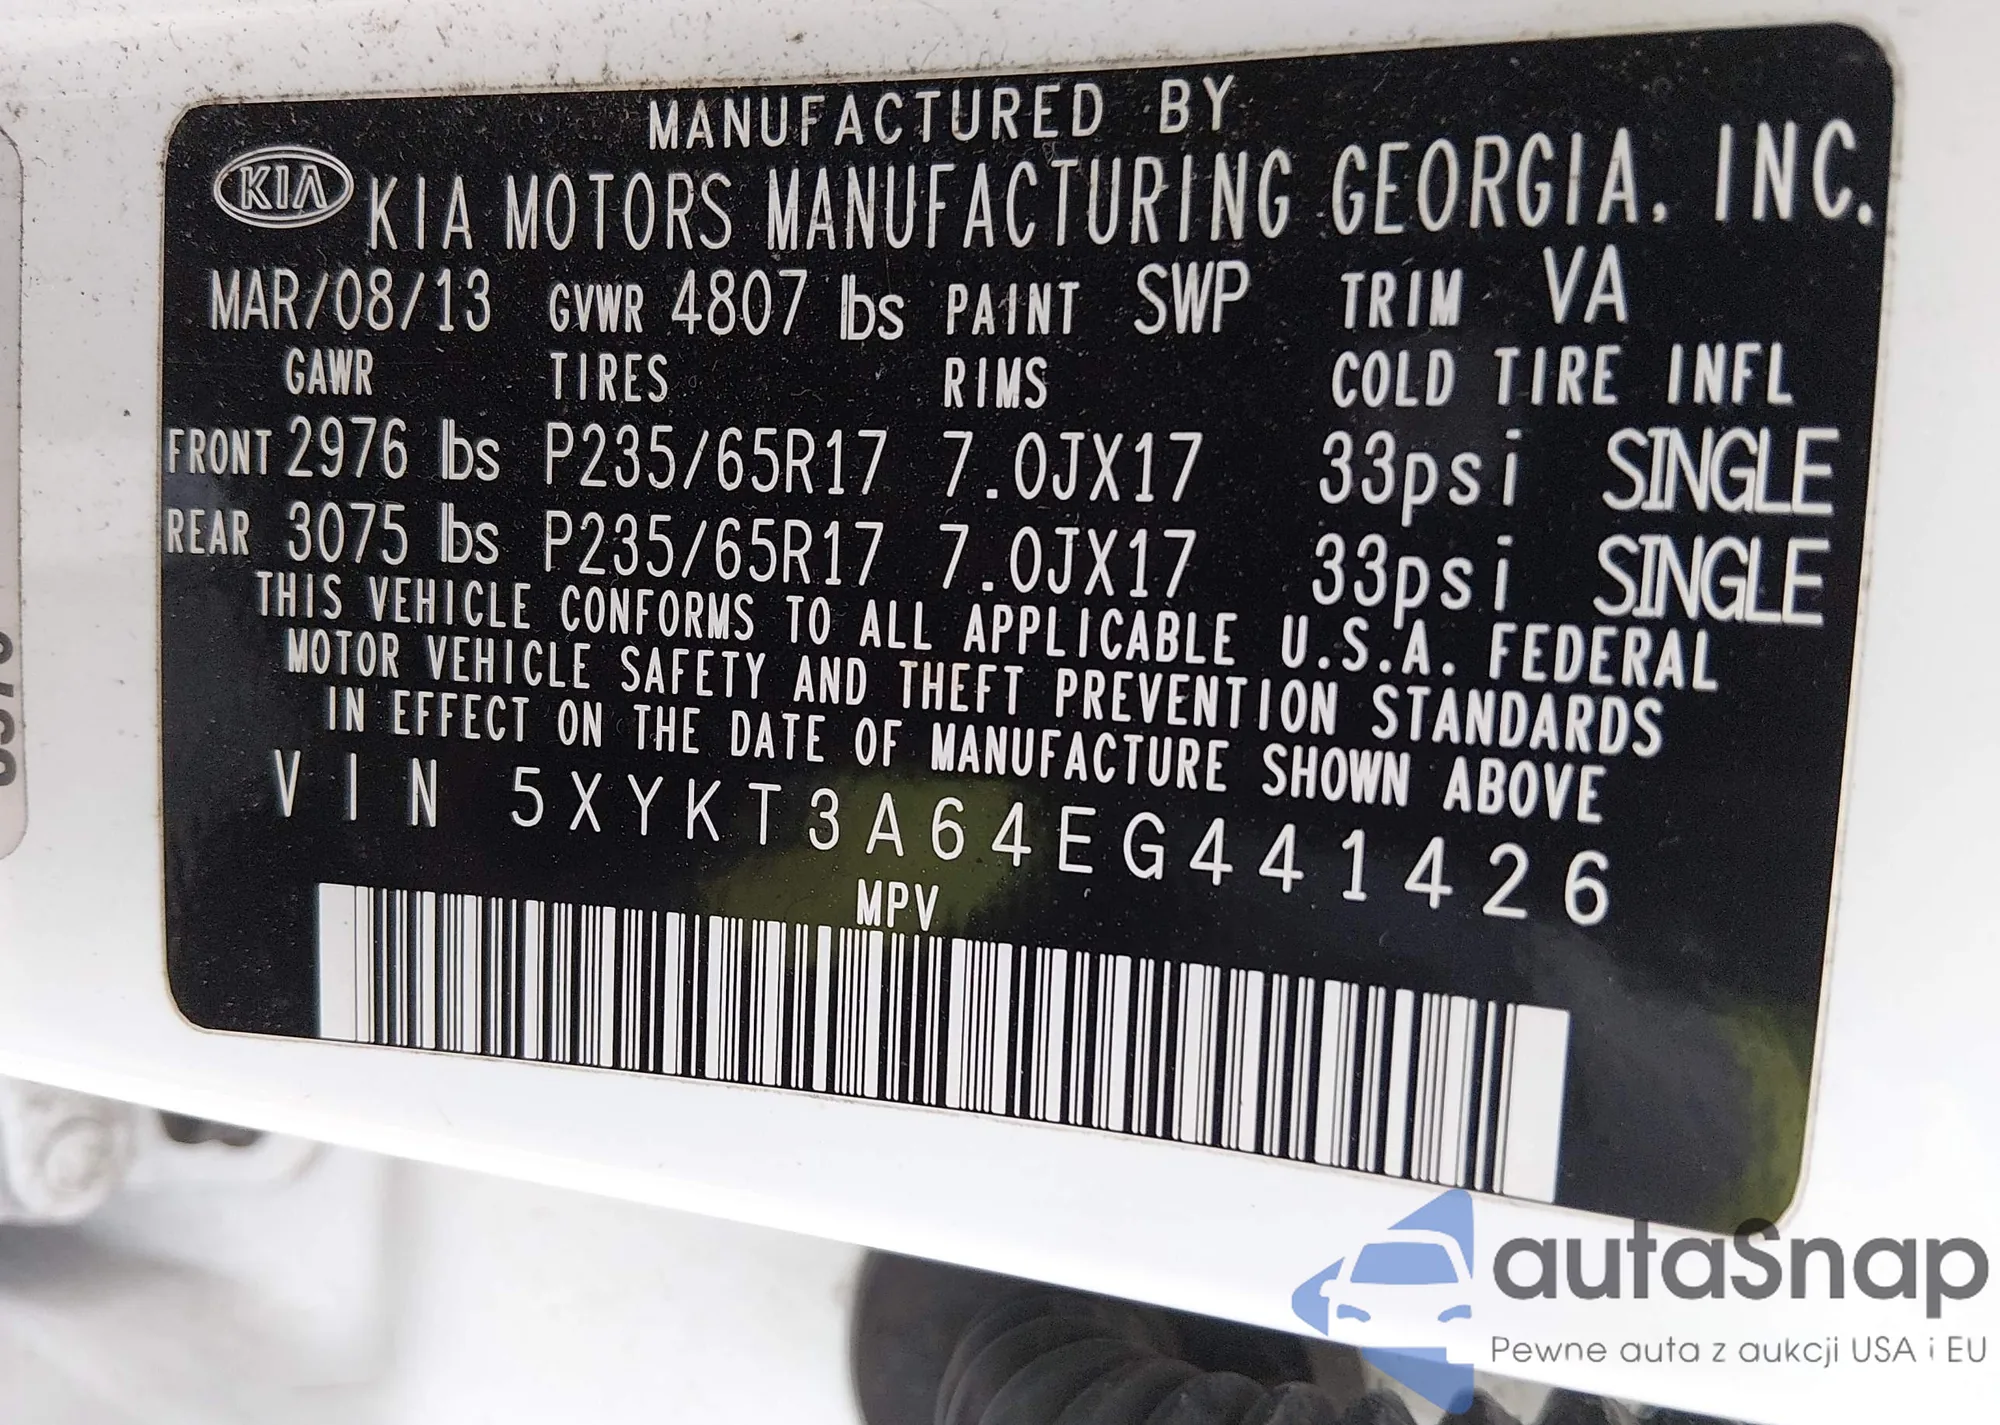 MANUFACTURED BY
KIA KIA MOTORS MANUFACTURING GEORGIA, INC.
MAR/08/13 GVWR 4807 lbs PAINT SWP TRIM VA
GAWR TIRES RIMS COLD TIRE INFL
FRONT 2976 lbs P235/65R17 7.0JX17 33psi SINGLE
REAR 3075 lbs P235/65R17 7.0JX17 33psi SINGLE
THIS VEHICLE CONFORMS TO ALL APPLICABLE U.S.A. FEDERAL
MOTOR VEHICLE SAFETY AND THEFT PREVENTION STANDARDS
IN EFFECT ON THE DATE OF MANUFACTURE SHOWN ABOVE
VIN 5XYKT3A64EG441426
MPV
autaSnap
Pewne auta z aukcji USA i EU